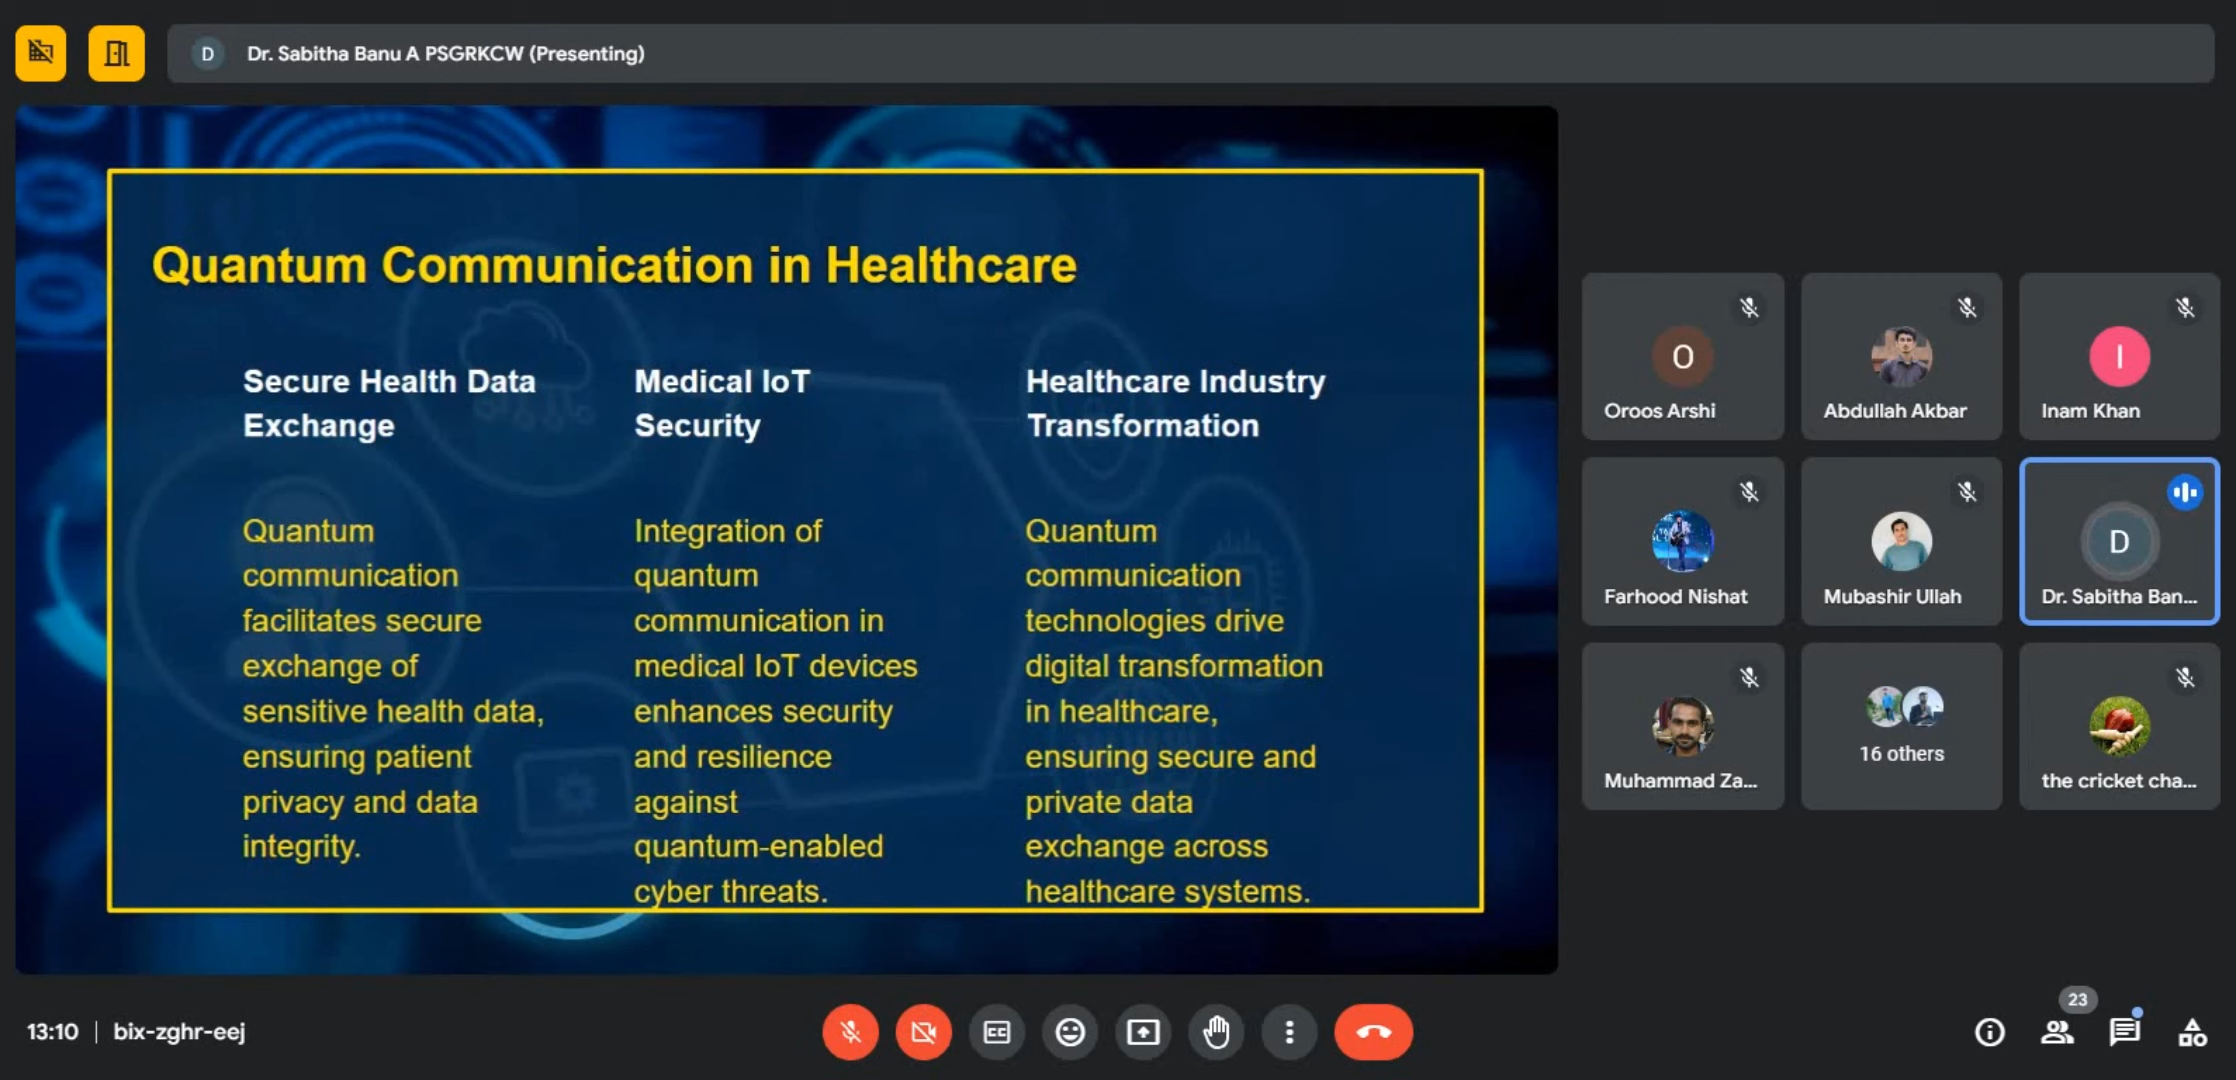 D Dr. Sabitha Banu A PSGRKCW (Presenting)
Quantum Communication in Healthcare
Secure Health Data
Exchange
Quantum
communication
facilitates secure
exchange of
sensitive health data,
ensuring patient
privacy and data
integrity.
Medical IoT
Security
Integration of
quantum
communication in
medical IoT devices
enhances security
and resilience
against
quantum-enabled
cyber threats.
Healthcare Industry
Transformation
Quantum
communication
technologies drive
digital transformation
in healthcare,
ensuring secure and
private data
exchange across
healthcare systems.
O
Oroos Arshi
Abdullah Akbar
I
Inam Khan
Farhood Nishat
Mubashir Ullah
D
Dr. Sabitha Ban...
Muhammad Za...
16 others
the cricket cha...
13:10 | bix-zghr-eej
CC
23